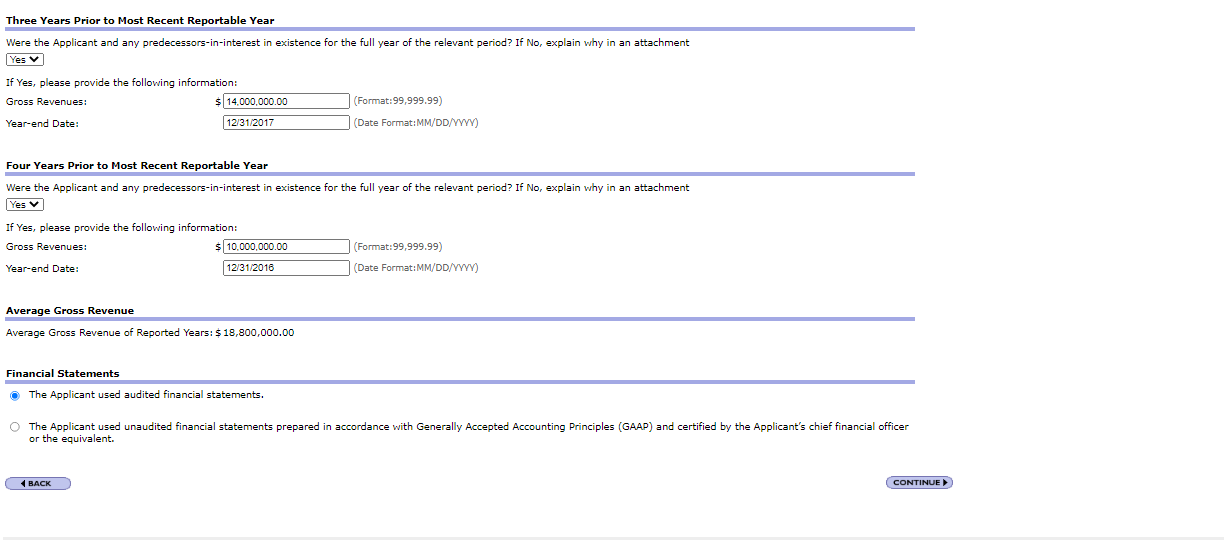 Three Years Prior to Most Recent Reportable Year
Were the Applicant and any predecessors-in-interest in existence for the full year of the relevant period? If No, explain why in an attachment
Yes
If Yes, please provide the following information:
Gross Revenues: $ 14,000,000.00 (Format:99,999.99)
Year-end Date: 12/31/2017 (Date Format:MM/DD/YYYY)
Four Years Prior to Most Recent Reportable Year
Were the Applicant and any predecessors-in-interest in existence for the full year of the relevant period? If No, explain why in an attachment
Yes
If Yes, please provide the following information:
Gross Revenues: $ 10,000,000.00 (Format:99,999.99)
Year-end Date: 12/31/2016 (Date Format:MM/DD/YYYY)
Average Gross Revenue
Average Gross Revenue of Reported Years: $ 18,800,000.00
Financial Statements
The Applicant used audited financial statements.
The Applicant used unaudited financial statements prepared in accordance with Generally Accepted Accounting Principles (GAAP) and certified by the Applicant's chief financial officer
or the equivalent.
BACK
CONTINUE